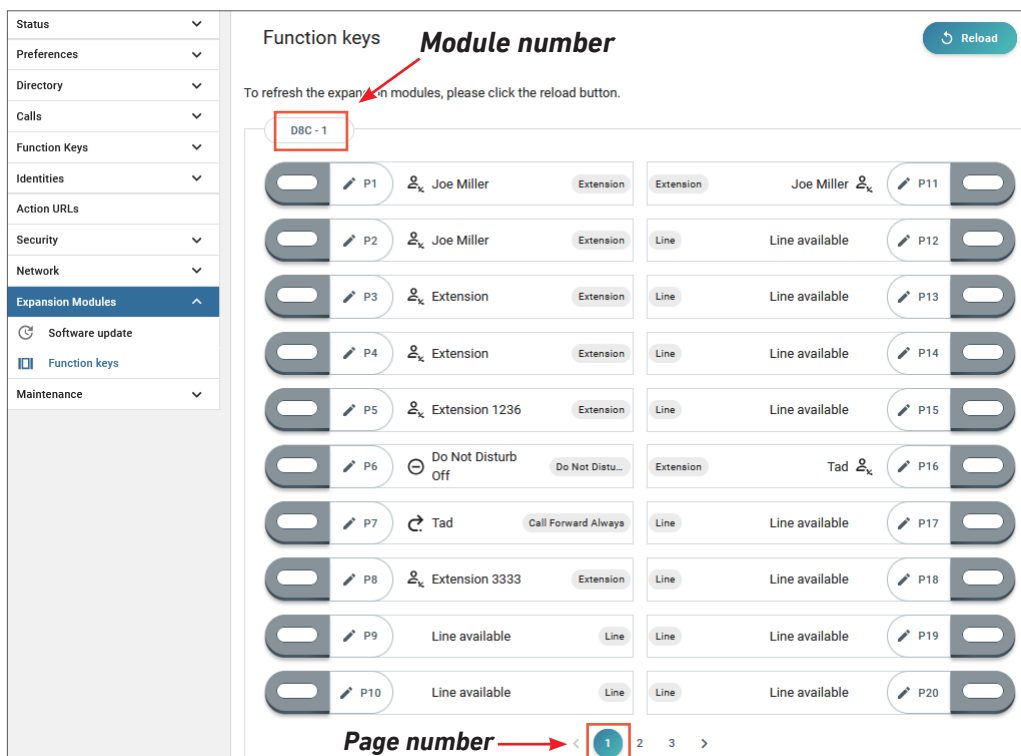 Status
Preferences
Directory
Calls
Function Keys
Identities
Action URLs
Security
Network
Expansion Modules
Software update
Function keys
Maintenance
Function keys
Module number
Reload
To refresh the expansion modules, please click the reload button.
D8C - 1
P1 Joe Miller Extension Extension Joe Miller P11
P2 Joe Miller Extension Line Line available P12
P3 Extension Extension Line Line available P13
P4 Extension Extension Line Line available P14
P5 Extension 1236 Extension Line Line available P15
P6 Do Not Disturb Off Do Not Distu... Extension Tad P16
P7 Tad Call Forward Always Line Line available P17
P8 Extension 3333 Extension Line Line available P18
P9 Line available Line Line Line available P19
P10 Line available Line Line Line available P20
Page number
< 1 2 3 >